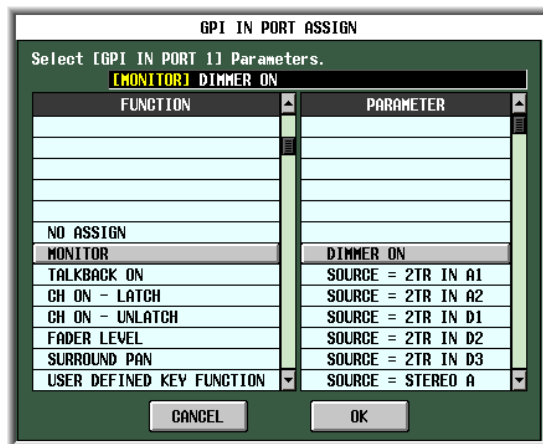 GPI IN PORT ASSIGN
Select [GPI IN PORT 1] Parameters.
[MONITOR] DIMMER ON
FUNCTION PARAMETER
NO ASSIGN
MONITOR DIMMER ON
TALKBACK ON SOURCE = 2TR IN A1
CH ON - LATCH SOURCE = 2TR IN A2
CH ON - UNLATCH SOURCE = 2TR IN D1
FADER LEVEL SOURCE = 2TR IN D2
SURROUND PAN SOURCE = 2TR IN D3
USER DEFINED KEY FUNCTION SOURCE = STEREO A
CANCEL OK